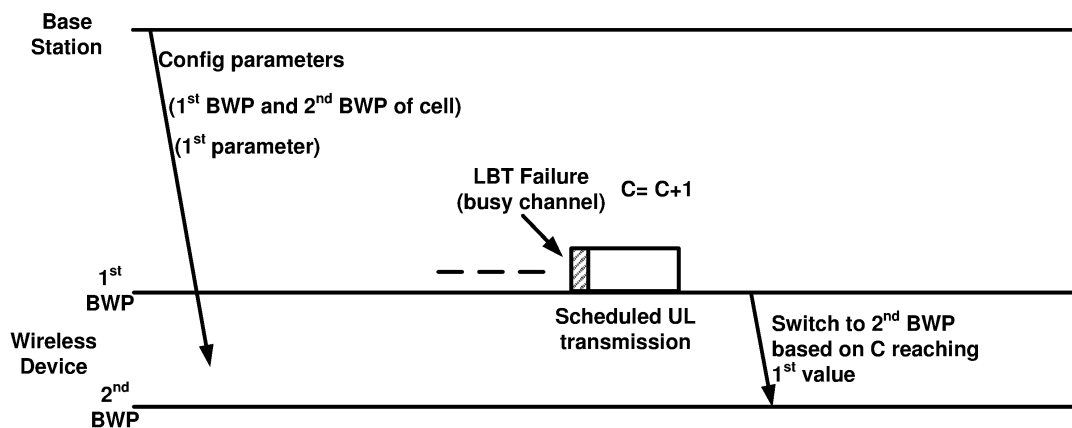 Base
Station
Config parameters
(1st BWP and 2nd BWP of cell)
(1st parameter)
LBT Failure
(busy channel)
C= C+1
1st
BWP
Scheduled UL
transmission
Switch to 2nd BWP
based on C reaching
1st value
Wireless
Device
2nd
BWP